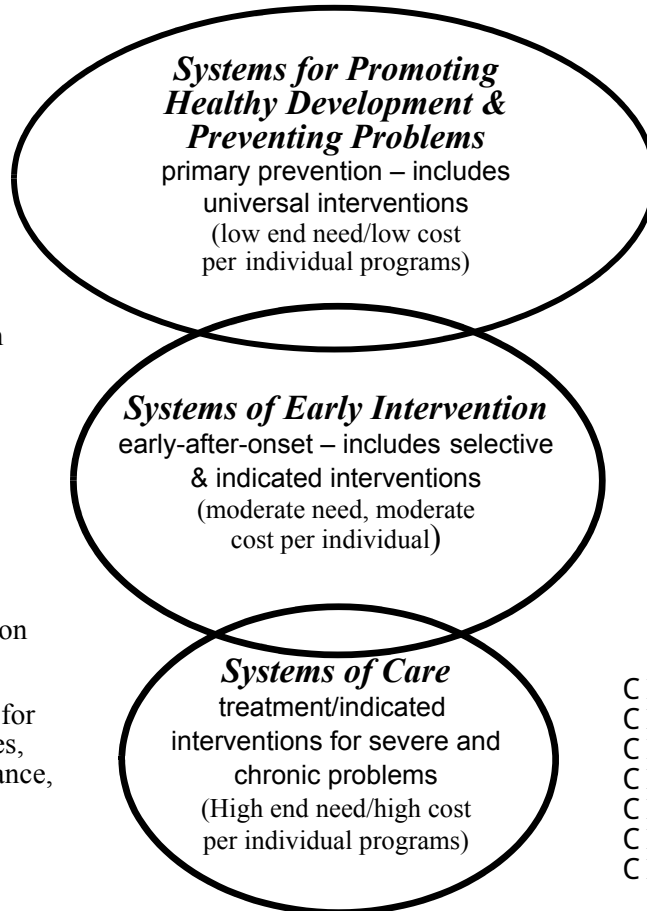 Systems for Promoting
Healthy Development &
Preventing Problems
primary prevention – includes
universal interventions
(low end need/low cost
per individual programs)
Systems of Early Intervention
early-after-onset – includes selective
& indicated interventions
(moderate need, moderate
cost per individual)
for
Systems of Care
treatment/indicated
interventions for severe and
chronic problems
(High end need/high cost
per individual programs)
C
C
C
C
C
C
C